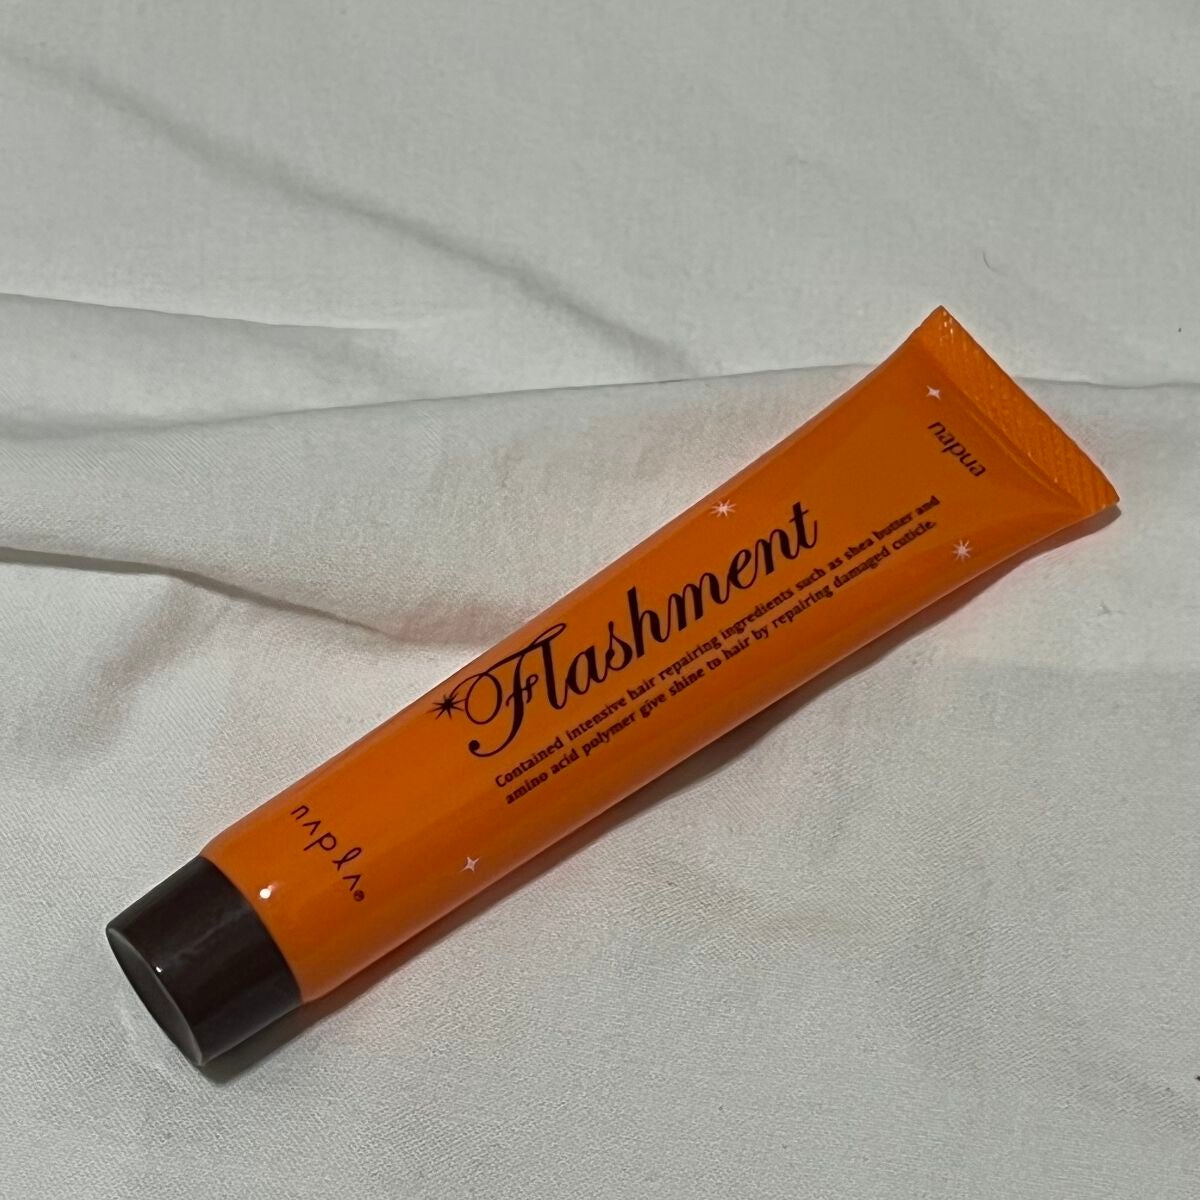 napla®
Flashment
Contained intensive hair repairing ingredients such as shea butter and
amino acid polymer give shine to hair by repairing damaged cuticle.
napua